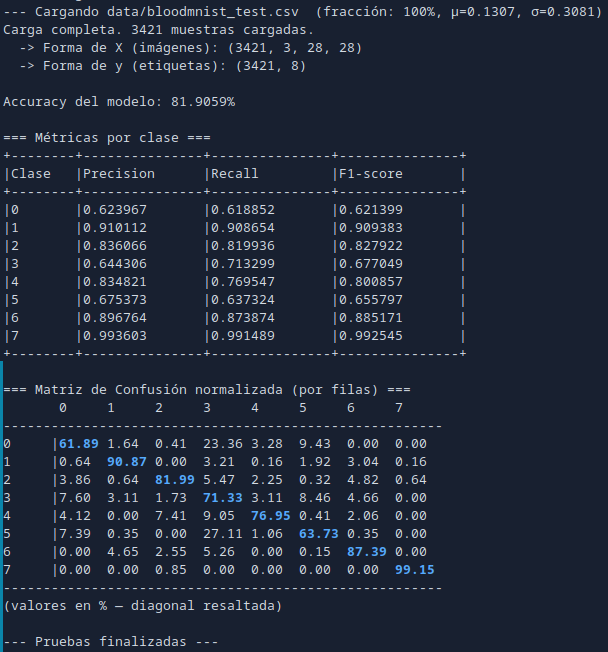 --- Cargando data/bloodmnist_test.csv  (fracción: 100%, μ=0.1307, σ=0.3081)
Carga completa. 3421 muestras cargadas.
  -> Forma de X (imágenes): (3421, 3, 28, 28)
  -> Forma de y (etiquetas): (3421, 8)
Accuracy del modelo: 81.9059%
=== Métricas por clase ===
+--------+---------------+---------------+---------------+
|Clase   |Precision      |Recall         |F1-score       |
+--------+---------------+---------------+---------------+
|0       |0.623967       |0.618852       |0.621399       |
|1       |0.910112       |0.908654       |0.909383       |
|2       |0.836066       |0.819936       |0.827922       |
|3       |0.644306       |0.713299       |0.677049       |
|4       |0.834821       |0.769547       |0.800857       |
|5       |0.675373       |0.637324       |0.655797       |
|6       |0.896764       |0.873874       |0.885171       |
|7       |0.993603       |0.991489       |0.992545       |
+--------+---------------+---------------+---------------+
=== Matriz de Confusión normalizada (por filas) ===
       0     1     2     3     4     5     6     7
-------------------------------------------------------
0     |61.89 1.64  0.41  23.36 3.28  9.43  0.00  0.00
1     |0.64  90.87 0.00  3.21  0.16  1.92  3.04  0.16
2     |3.86  0.64  81.99 5.47  2.25  0.32  4.82  0.64
3     |7.60  3.11  1.73  71.33 3.11  8.46  4.66  0.00
4     |4.12  0.00  7.41  9.05  76.95 0.41  2.06  0.00
5     |7.39  0.35  0.00  27.11 1.06  63.73 0.35  0.00
6     |0.00  4.65  2.55  5.26  0.00  0.15  87.39 0.00
7     |0.00  0.00  0.85  0.00  0.00  0.00  0.00  99.15
-------------------------------------------------------
(valores en % — diagonal resaltada)
--- Pruebas finalizadas ---